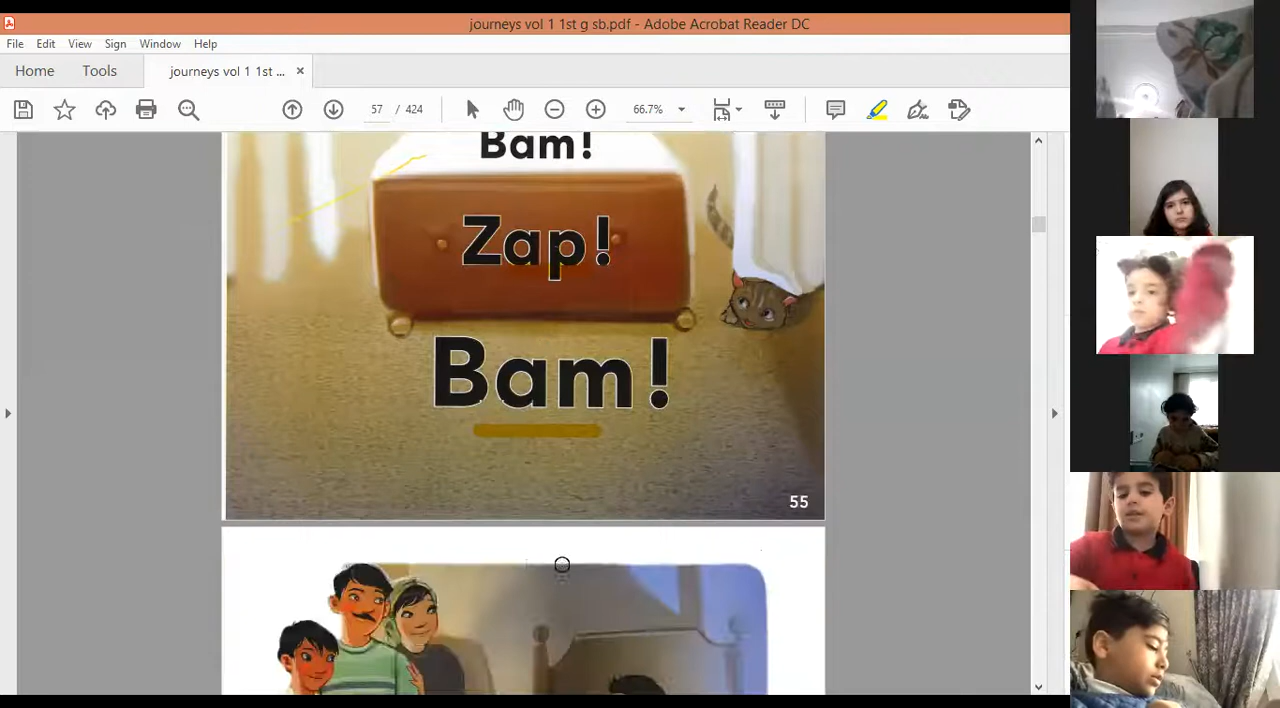 journeys vol 1 1st g sb.pdf - Adobe Acrobat Reader DC
File Edit View Sign Window Help
Home Tools journeys vol 1 1st ... ×
57 / 424 66.7%
Bam!
Zap!
Bam!
55